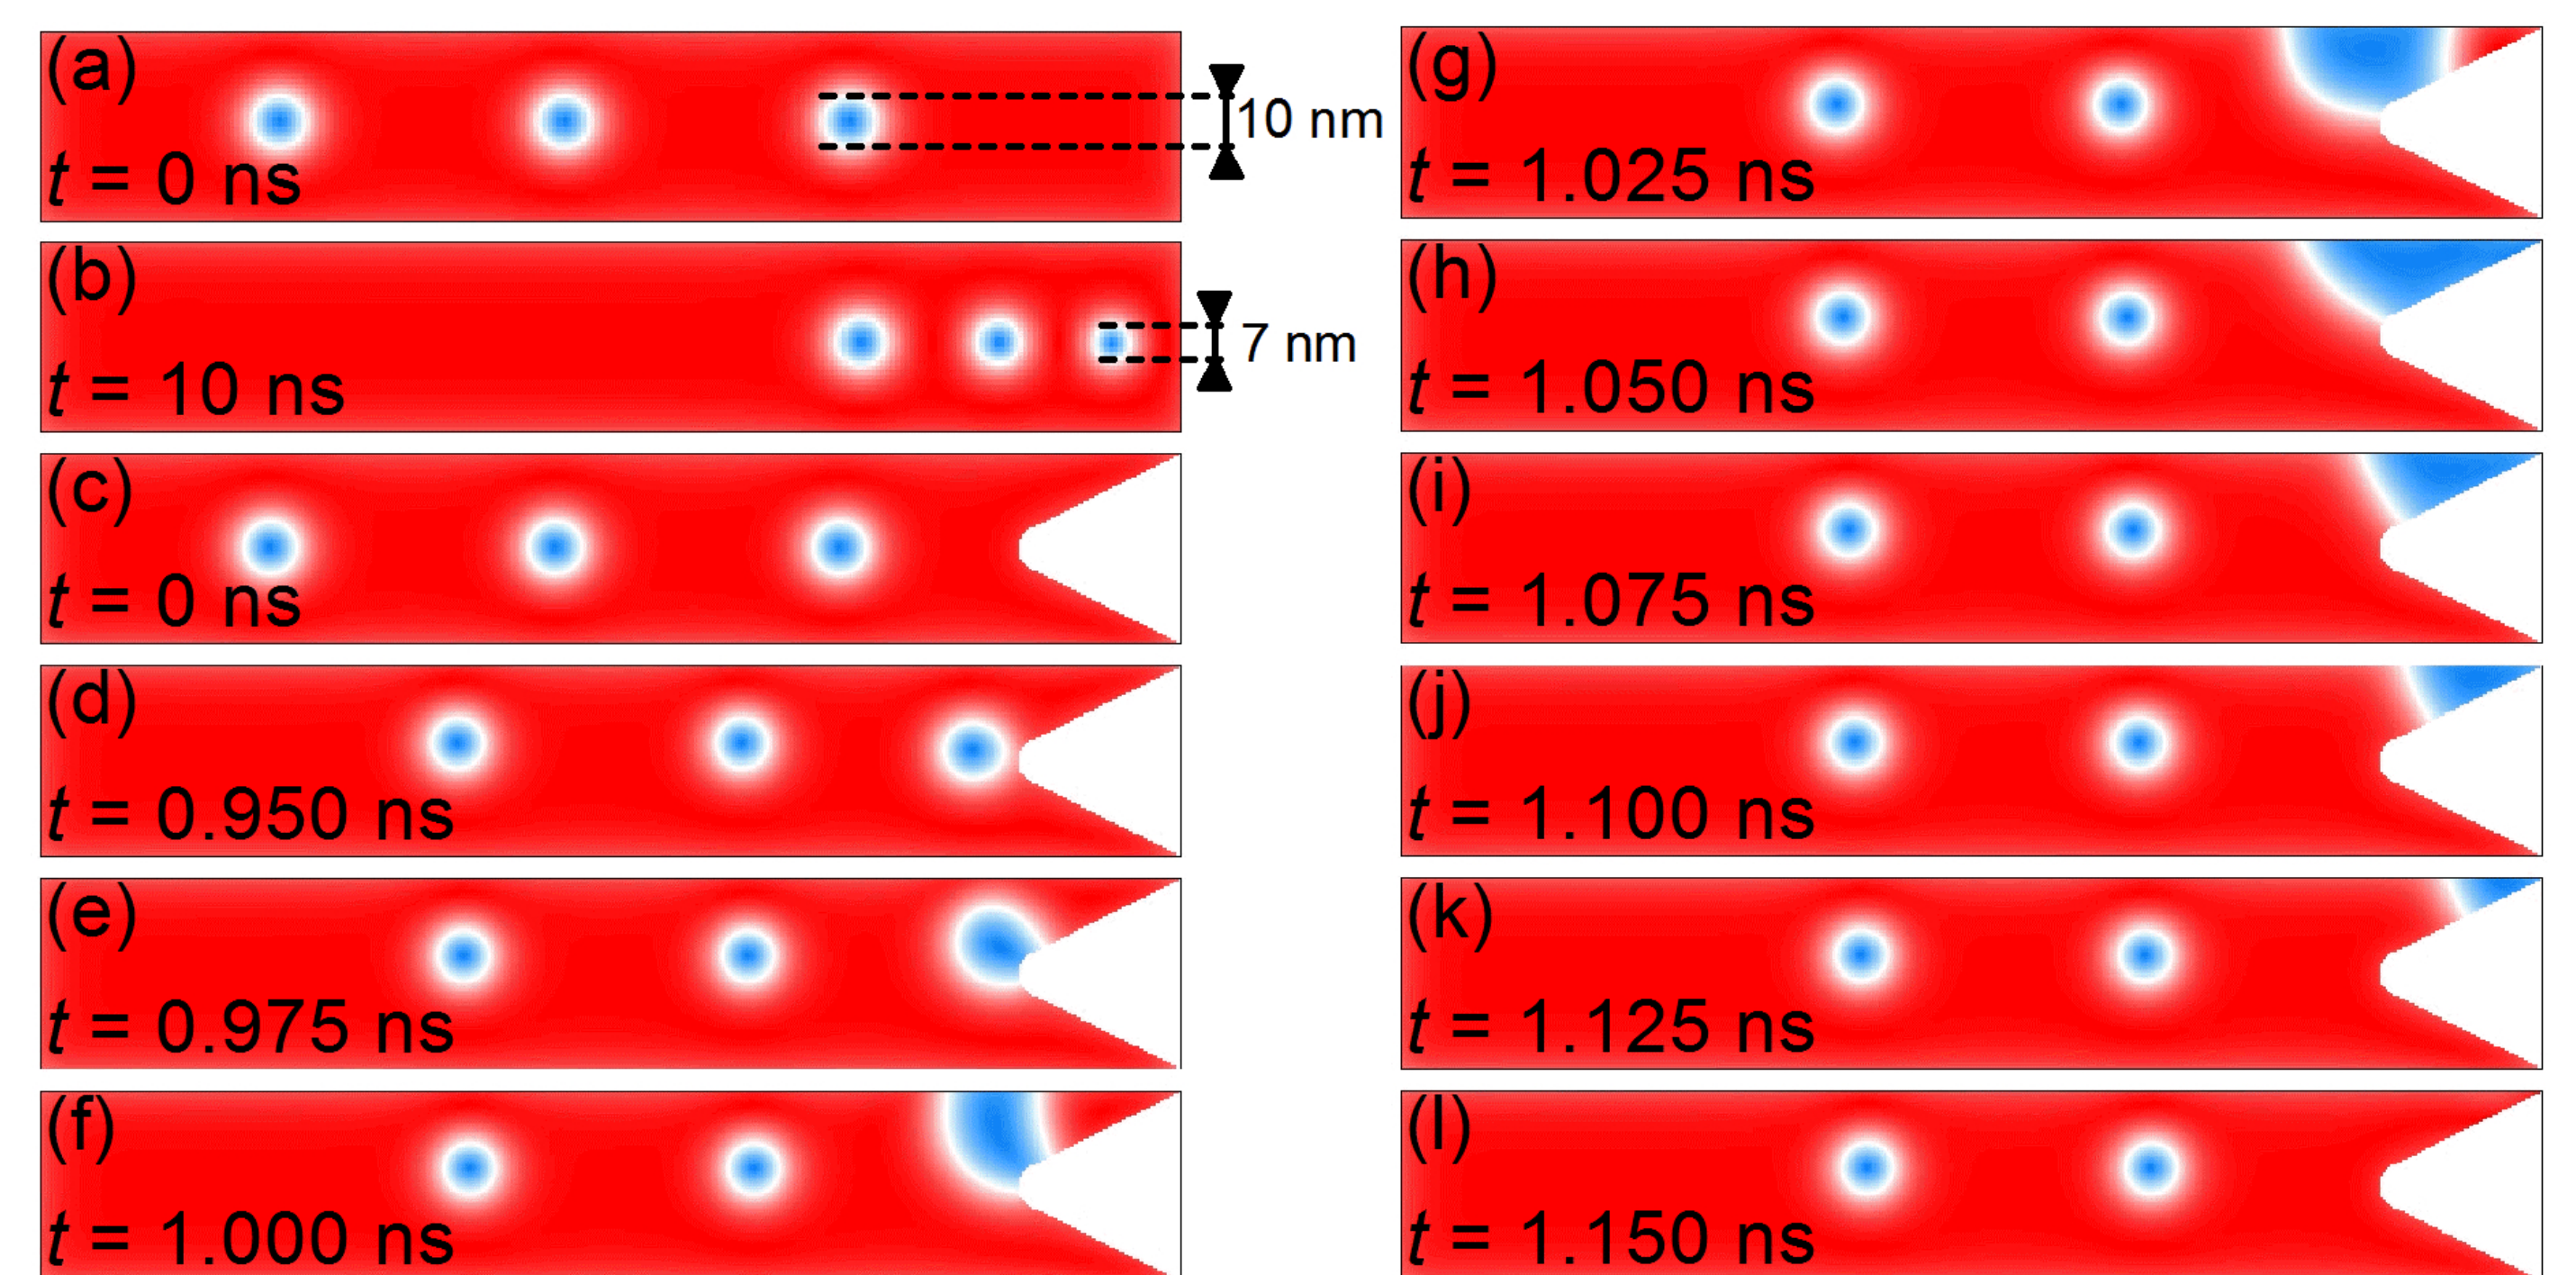 (a)
t = 0 ns
10 nm
(b)
t = 10 ns
7 nm
(c)
t = 0 ns
(d)
t = 0.950 ns
(e)
t = 0.975 ns
(f)
t = 1.000 ns
(g)
t = 1.025 ns
(h)
t = 1.050 ns
(i)
t = 1.075 ns
(j)
t = 1.100 ns
(k)
t = 1.125 ns
(l)
t = 1.150 ns